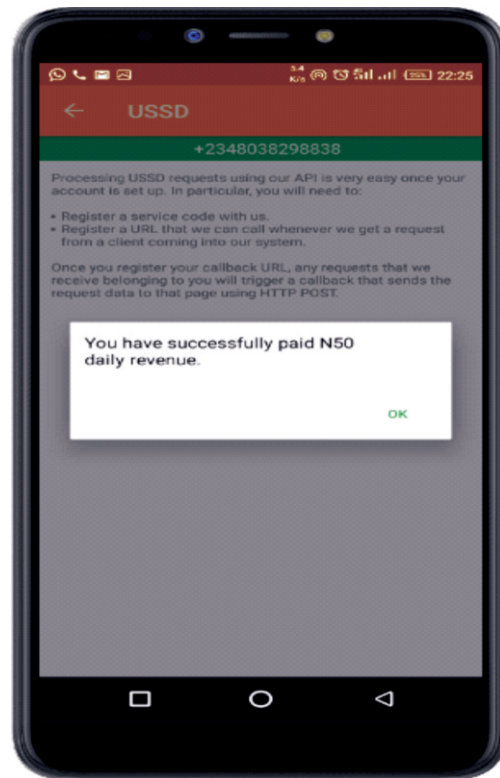 5.4
K/s 35% 22:25
USSD
+2348038298838
Processing USSD requests using our API is very easy once your
account is set up. In particular, you will need to:
• Register a service code with us.
• Register a URL that we can call whenever we get a request
from a client coming into our system.
Once you register your callback URL, any requests that we
receive belonging to you will trigger a callback that sends the
request data to that page using HTTP POST.
You have successfully paid N50
daily revenue.
OK